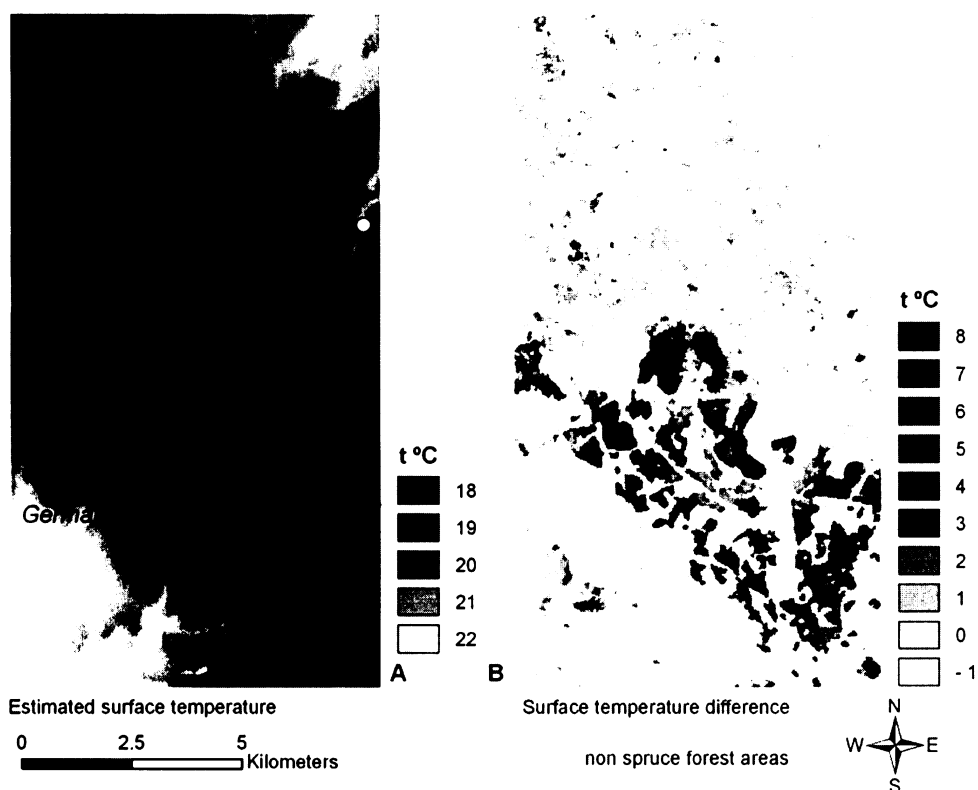 t ºC
18
19
20
21
22
A
B
t ºC
8
7
6
5
4
3
2
1
0
- 1
Estimated surface temperature
0 2.5 5
Kilometers
Surface temperature difference
non spruce forest areas
N
W E
S